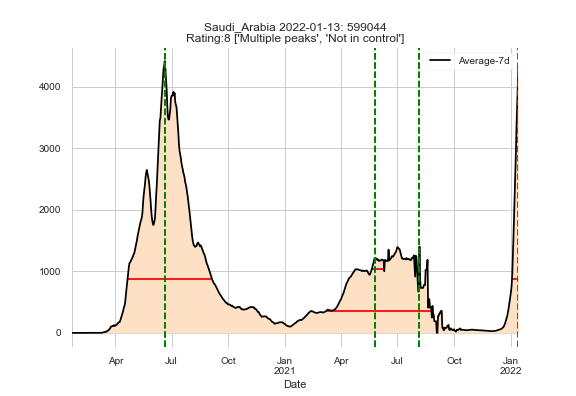 Saudi_Arabia 2022-01-13: 599044
Rating:8 ['Multiple peaks', 'Not in control']
Average-7d
4000
3000
2000
1000
0
Apr Jul Oct Jan Apr Jul Oct Jan
2021 2022
Date